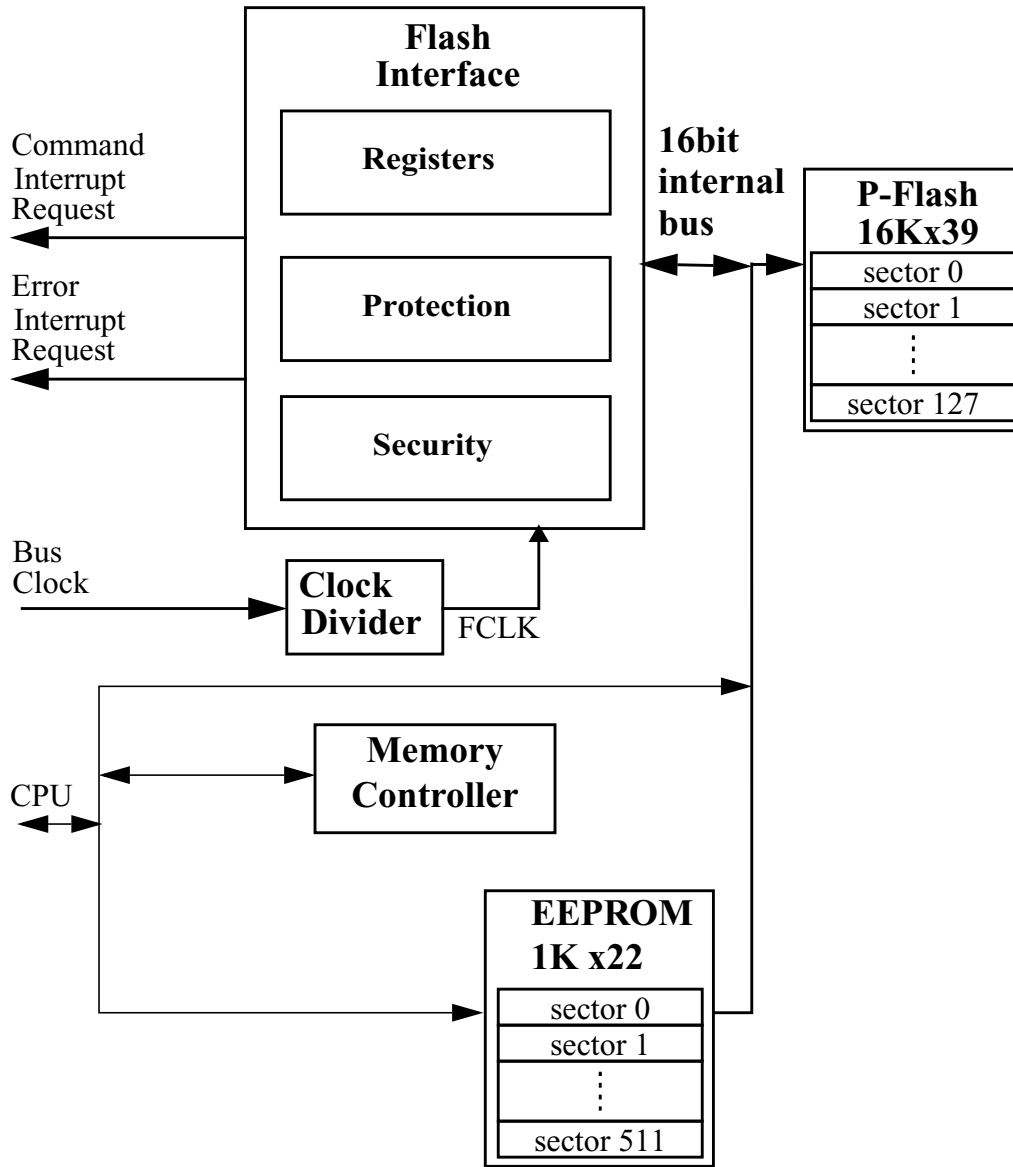 Flash
Interface
Registers
Protection
Security
Command
Interrupt
Request
Error
Interrupt
Request
16bit
internal
bus
P-Flash
16Kx39
sector 0
sector 1
sector 127
Bus
Clock
Clock
Divider
FCLK
Memory
Controller
CPU
EEPROM
1K x22
sector 0
sector 1
sector 511